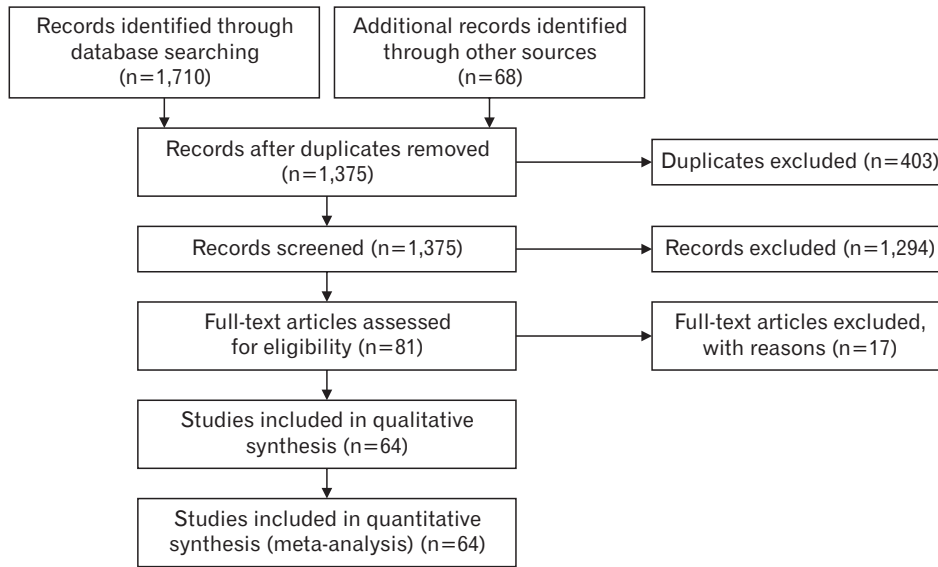 Records identified through
database searching
(n=1,710)
Additional records identified
through other sources
(n=68)
Records after duplicates removed
(n=1,375)
Duplicates excluded (n=403)
Records screened (n=1,375)
Records excluded (n=1,294)
Full-text articles assessed
for eligibility (n=81)
Full-text articles excluded,
with reasons (n=17)
Studies included in qualitative
synthesis (n=64)
Studies included in quantitative
synthesis (meta-analysis) (n=64)